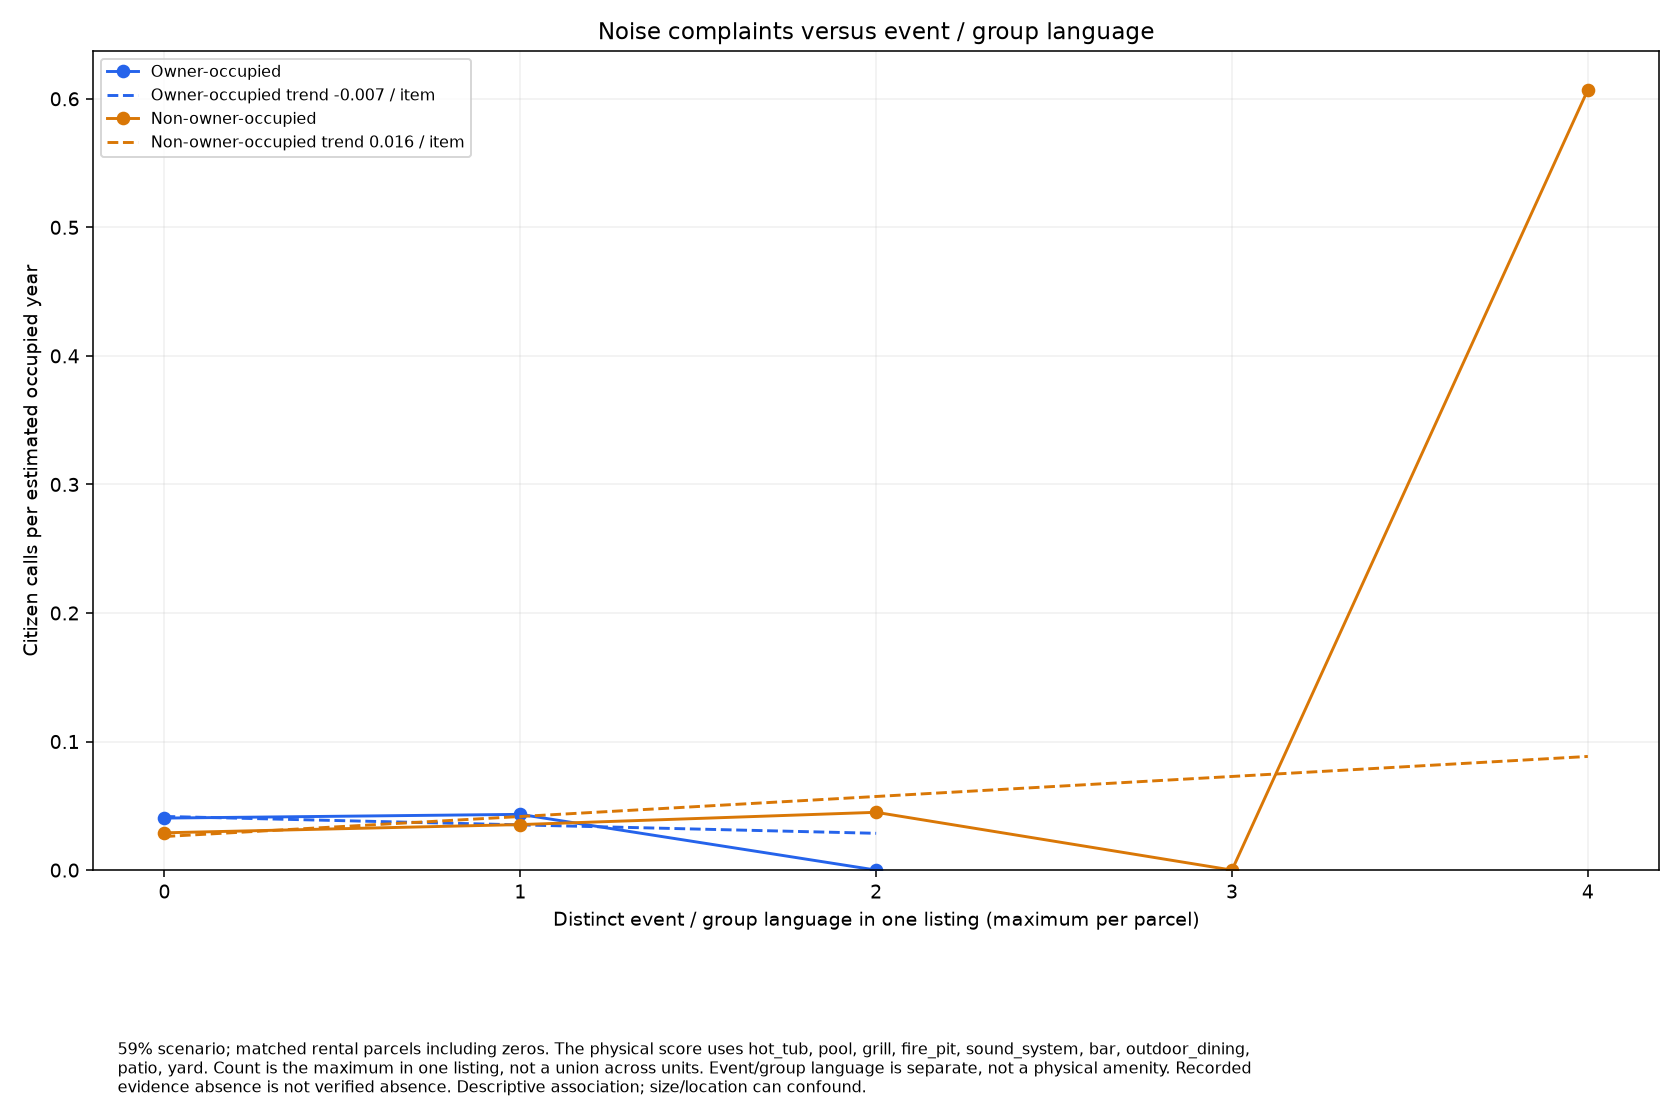 Noise complaints versus event / group language
Owner-occupied
Owner-occupied trend -0.007 / item
Non-owner-occupied
Non-owner-occupied trend 0.016 / item
Citizen calls per estimated occupied year
0.6
0.5
0.4
0.3
0.2
0.1
0.0
0 1 2 3 4
Distinct event / group language in one listing (maximum per parcel)
59% scenario; matched rental parcels including zeros. The physical score uses hot_tub, pool, grill, fire_pit, sound_system, bar, outdoor_dining,
patio, yard. Count is the maximum in one listing, not a union across units. Event/group language is separate, not a physical amenity. Recorded
evidence absence is not verified absence. Descriptive association; size/location can confound.